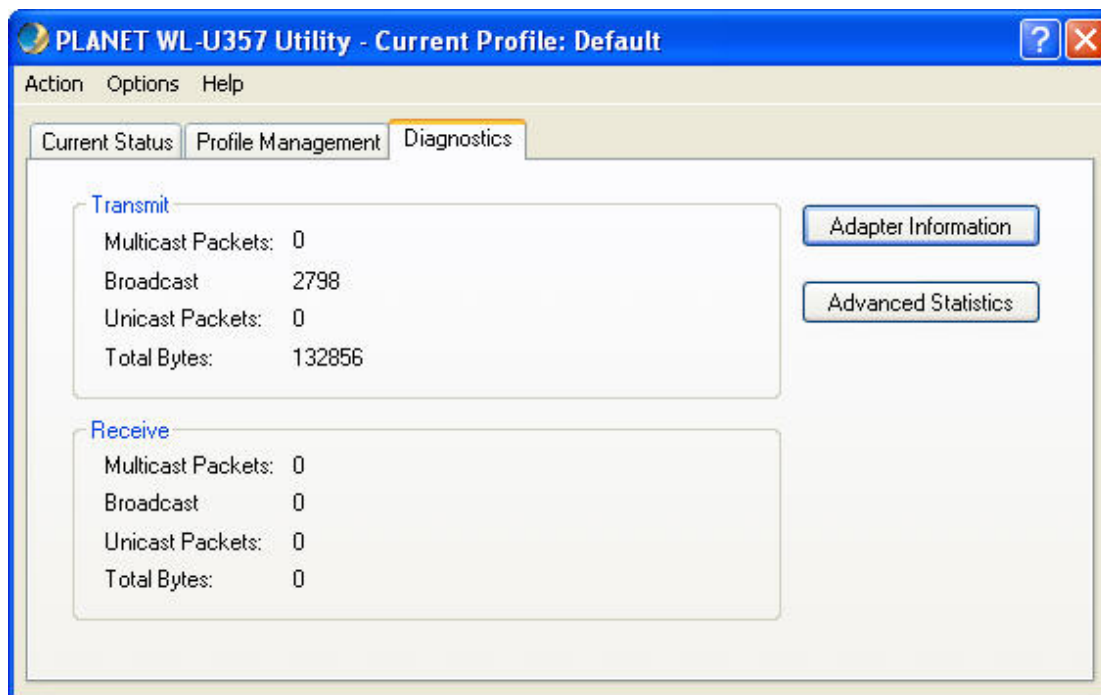 PLANET WL-U357 Utility - Current Profile: Default
Action Options Help
Current Status Profile Management Diagnostics
Transmit
Multicast Packets: 0
Broadcast 2798
Unicast Packets: 0
Total Bytes: 132856
Adapter Information
Advanced Statistics
Receive
Multicast Packets: 0
Broadcast 0
Unicast Packets: 0
Total Bytes: 0